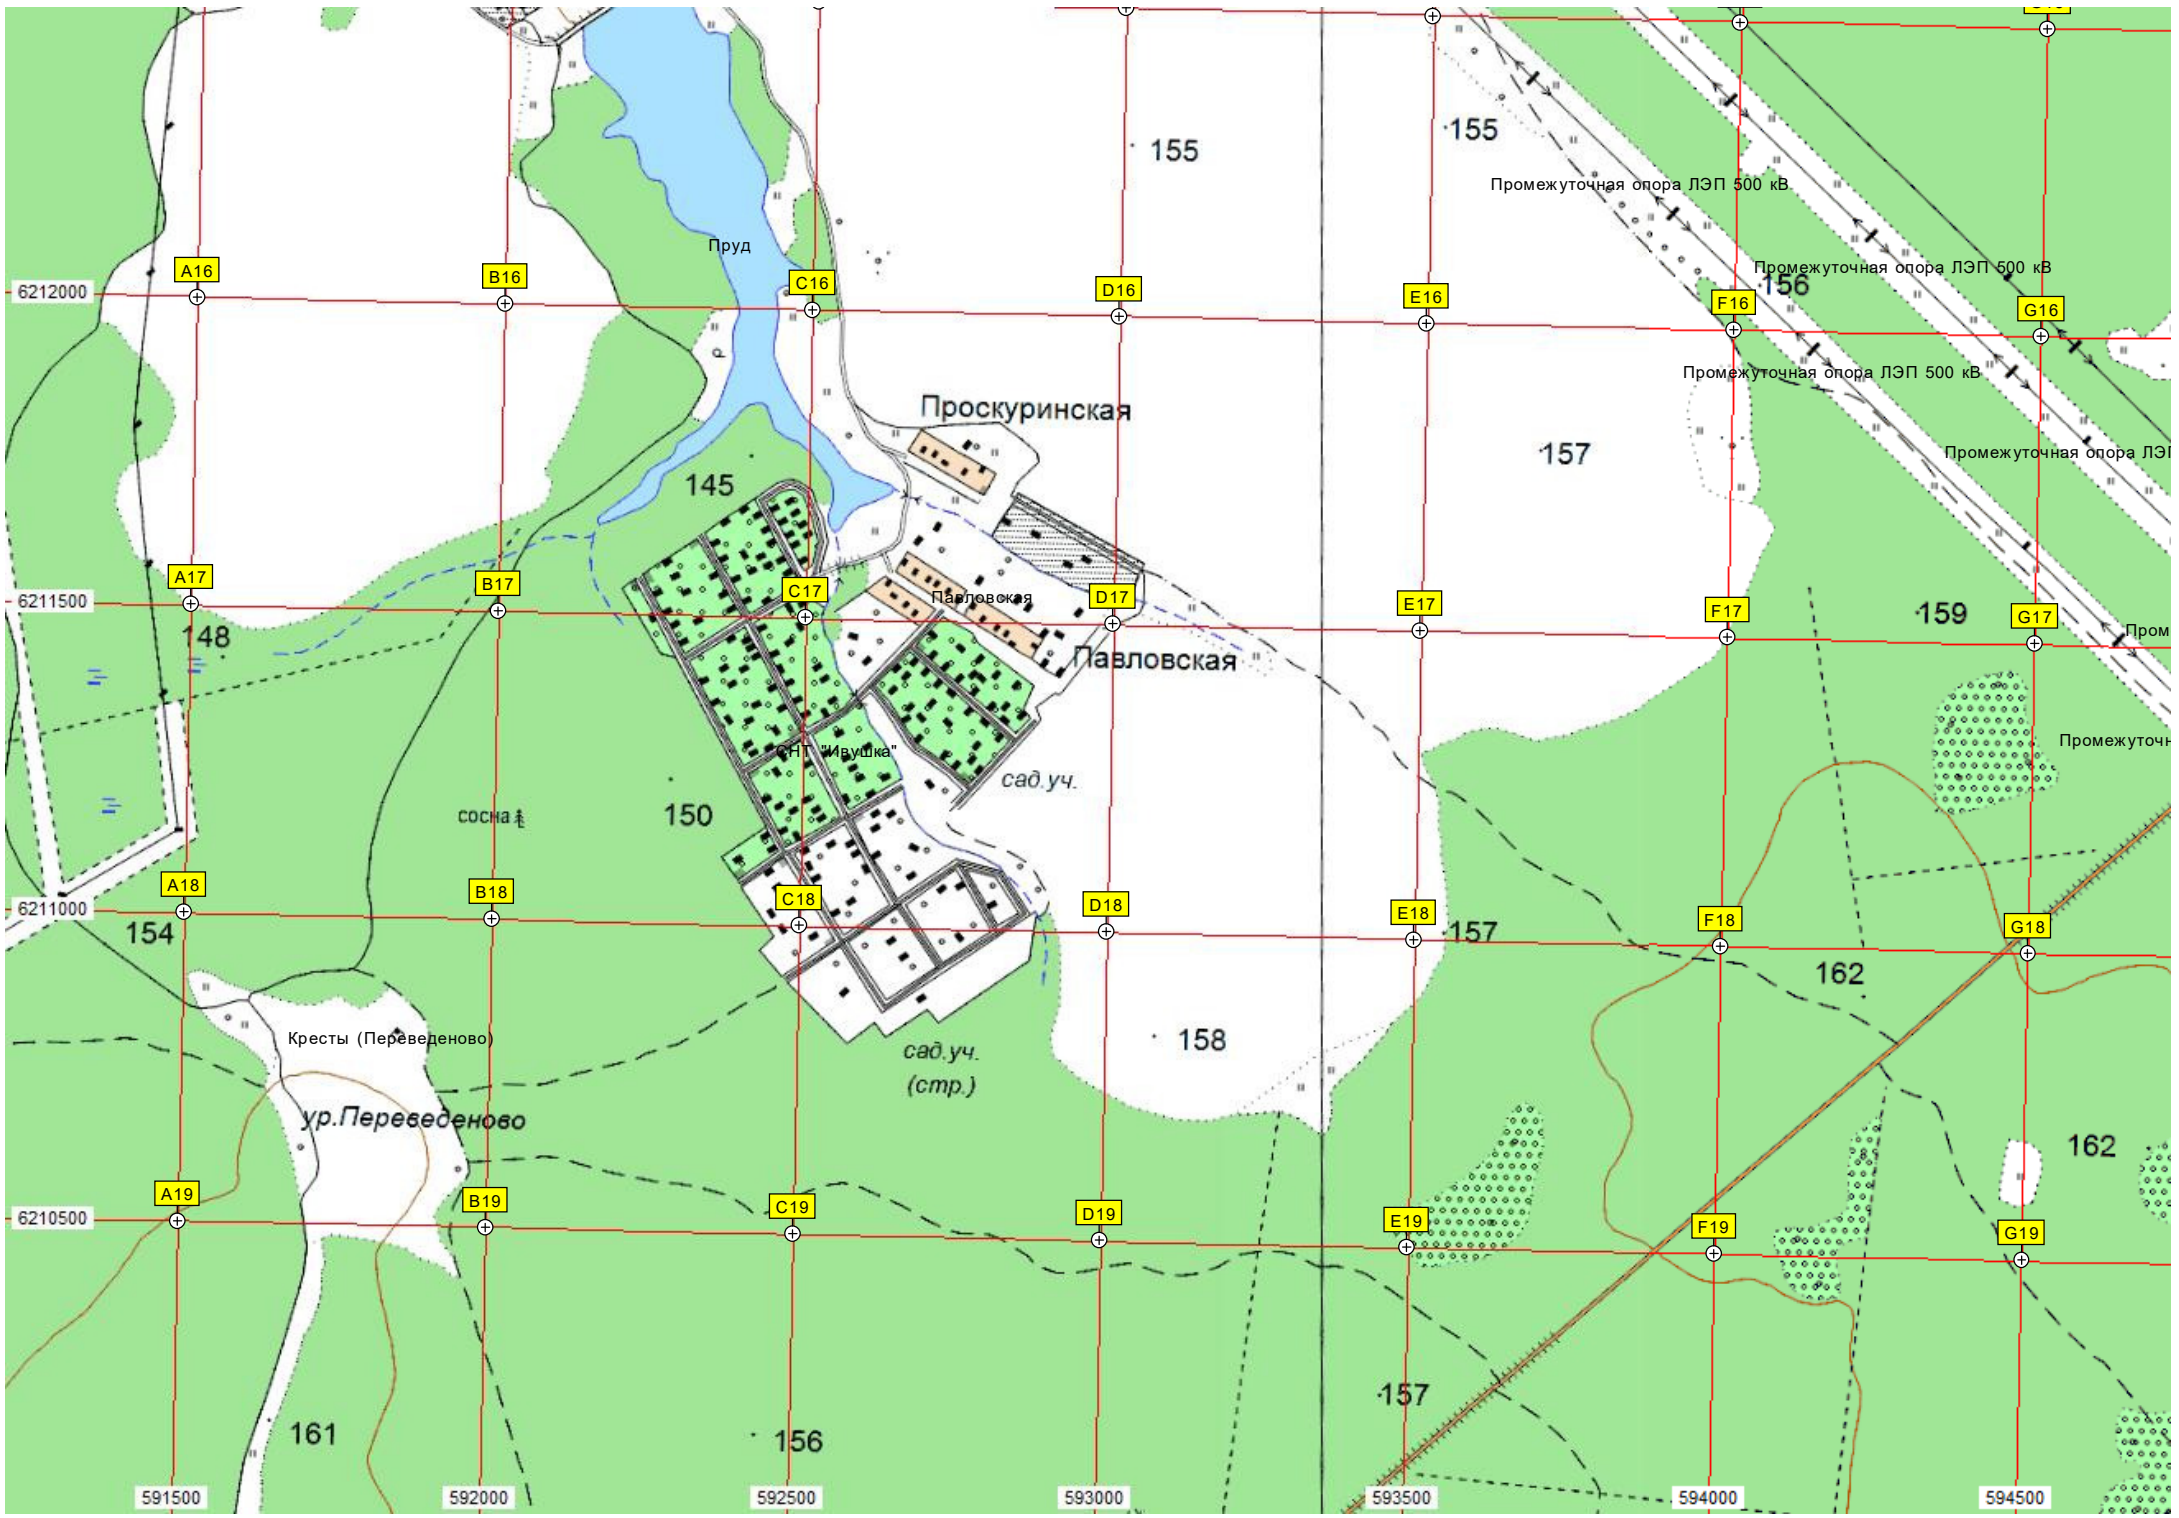 155
155
Промежуточная опора ЛЭП 500 кВ
Пруд
A16
B16
C16
D16
E16
F16
G16
6212000
Промежуточная опора ЛЭП 500 кВ
156
Промежуточная опора ЛЭП 500 кВ
Проскуринская
157
Промежуточная опора ЛЭП
145
A17
B17
C17
D17
E17
F17
G17
6211500
Павловская
159
148
Пром
Павловская
Промежуточн
СНТ "Ивушка"
сад.уч.
сосна
150
A18
B18
C18
D18
E18
F18
G18
6211000
154
157
162
Кресты (Переведеново)
158
сад.уч.
(стр.)
ур.Переведеново
162
A19
B19
C19
D19
E19
F19
G19
6210500
157
161
156
591500
592000
592500
593000
593500
594000
594500